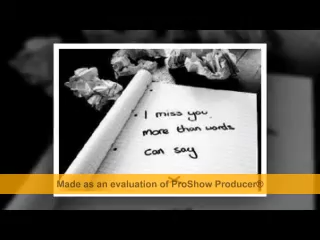 I miss you
more than words
can say
Made as an evaluation of ProShow Producer®